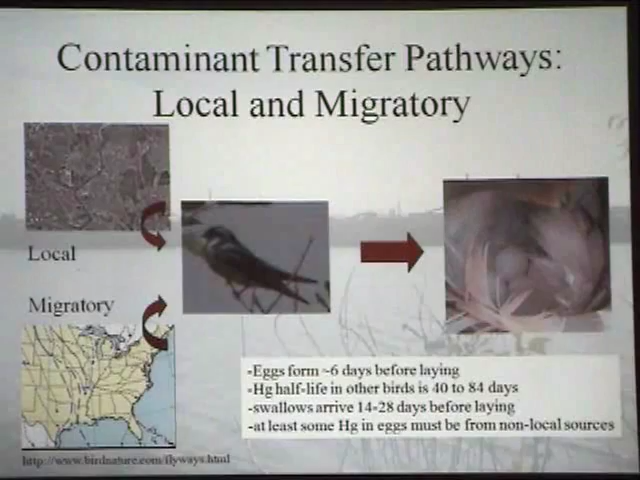 Contaminant Transfer Pathways:
Local and Migratory
Local
Migratory
-Eggs form ~6 days before laying
-Hg half-life in other birds is 40 to 84 days
-swallows arrive 14-28 days before laying
-at least some Hg in eggs must be from non-local sources
http://www.birdnature.com/flyways.html